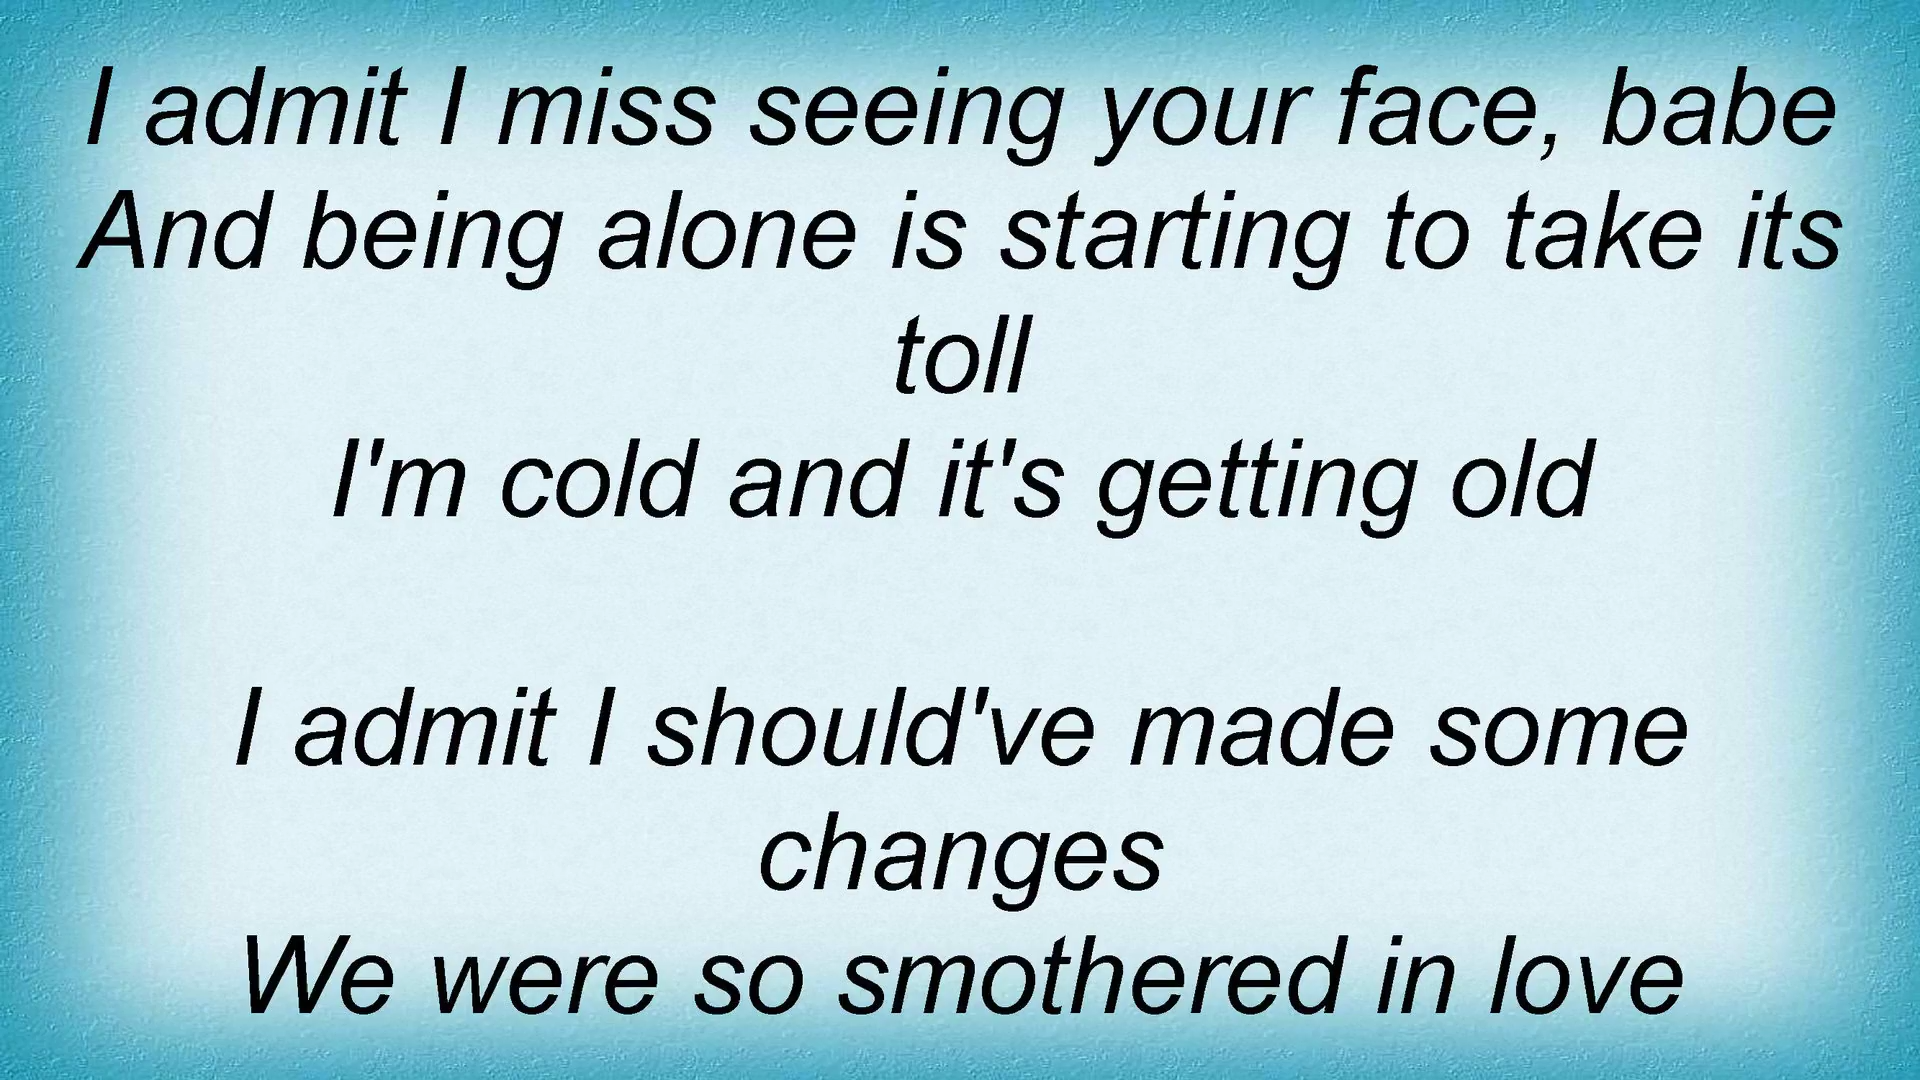 I admit I miss seeing your face, babe
And being alone is starting to take its
toll
I'm cold and it's getting old
I admit I should've made some
changes
We were so smothered in love